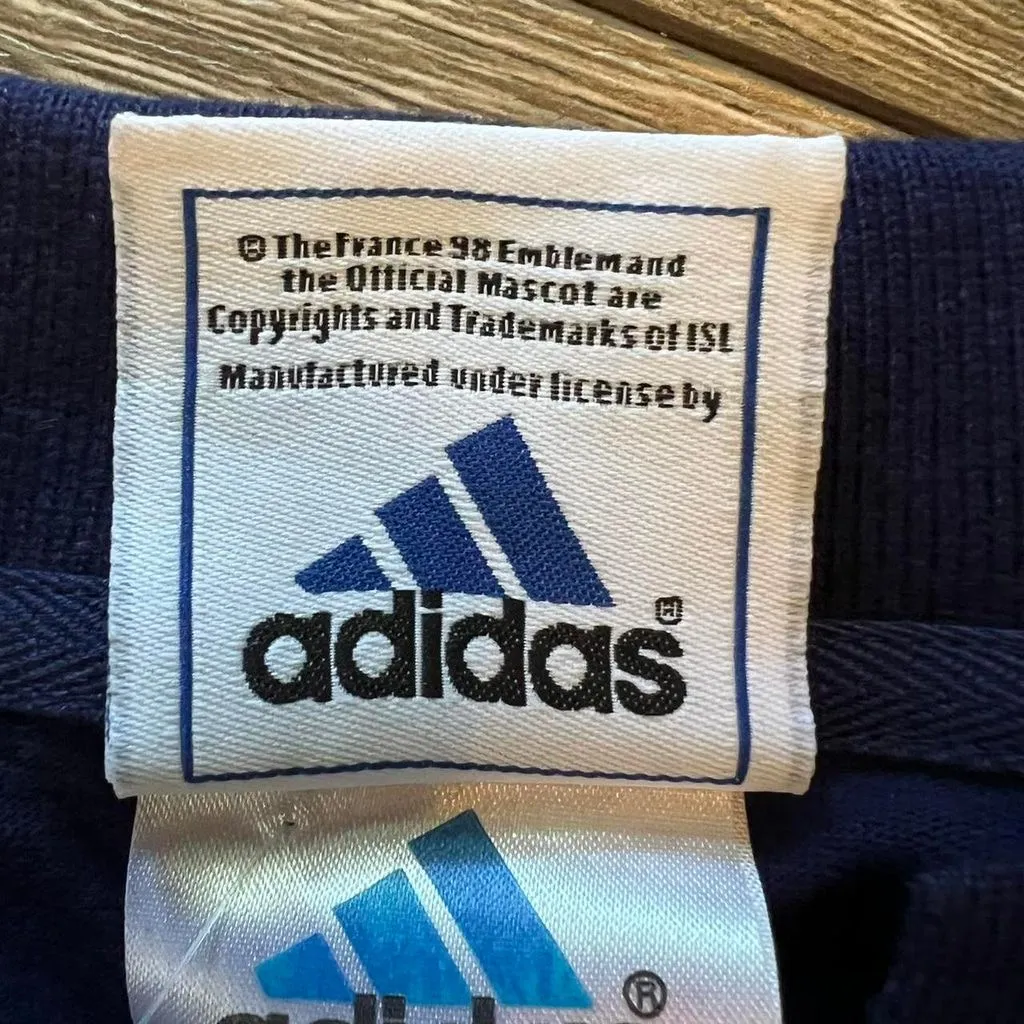 © The France 98 Emblem and
the Official Mascot are
Copyrights and Trademarks of ISL
Manufactured under license by
adidas®
adidas ®